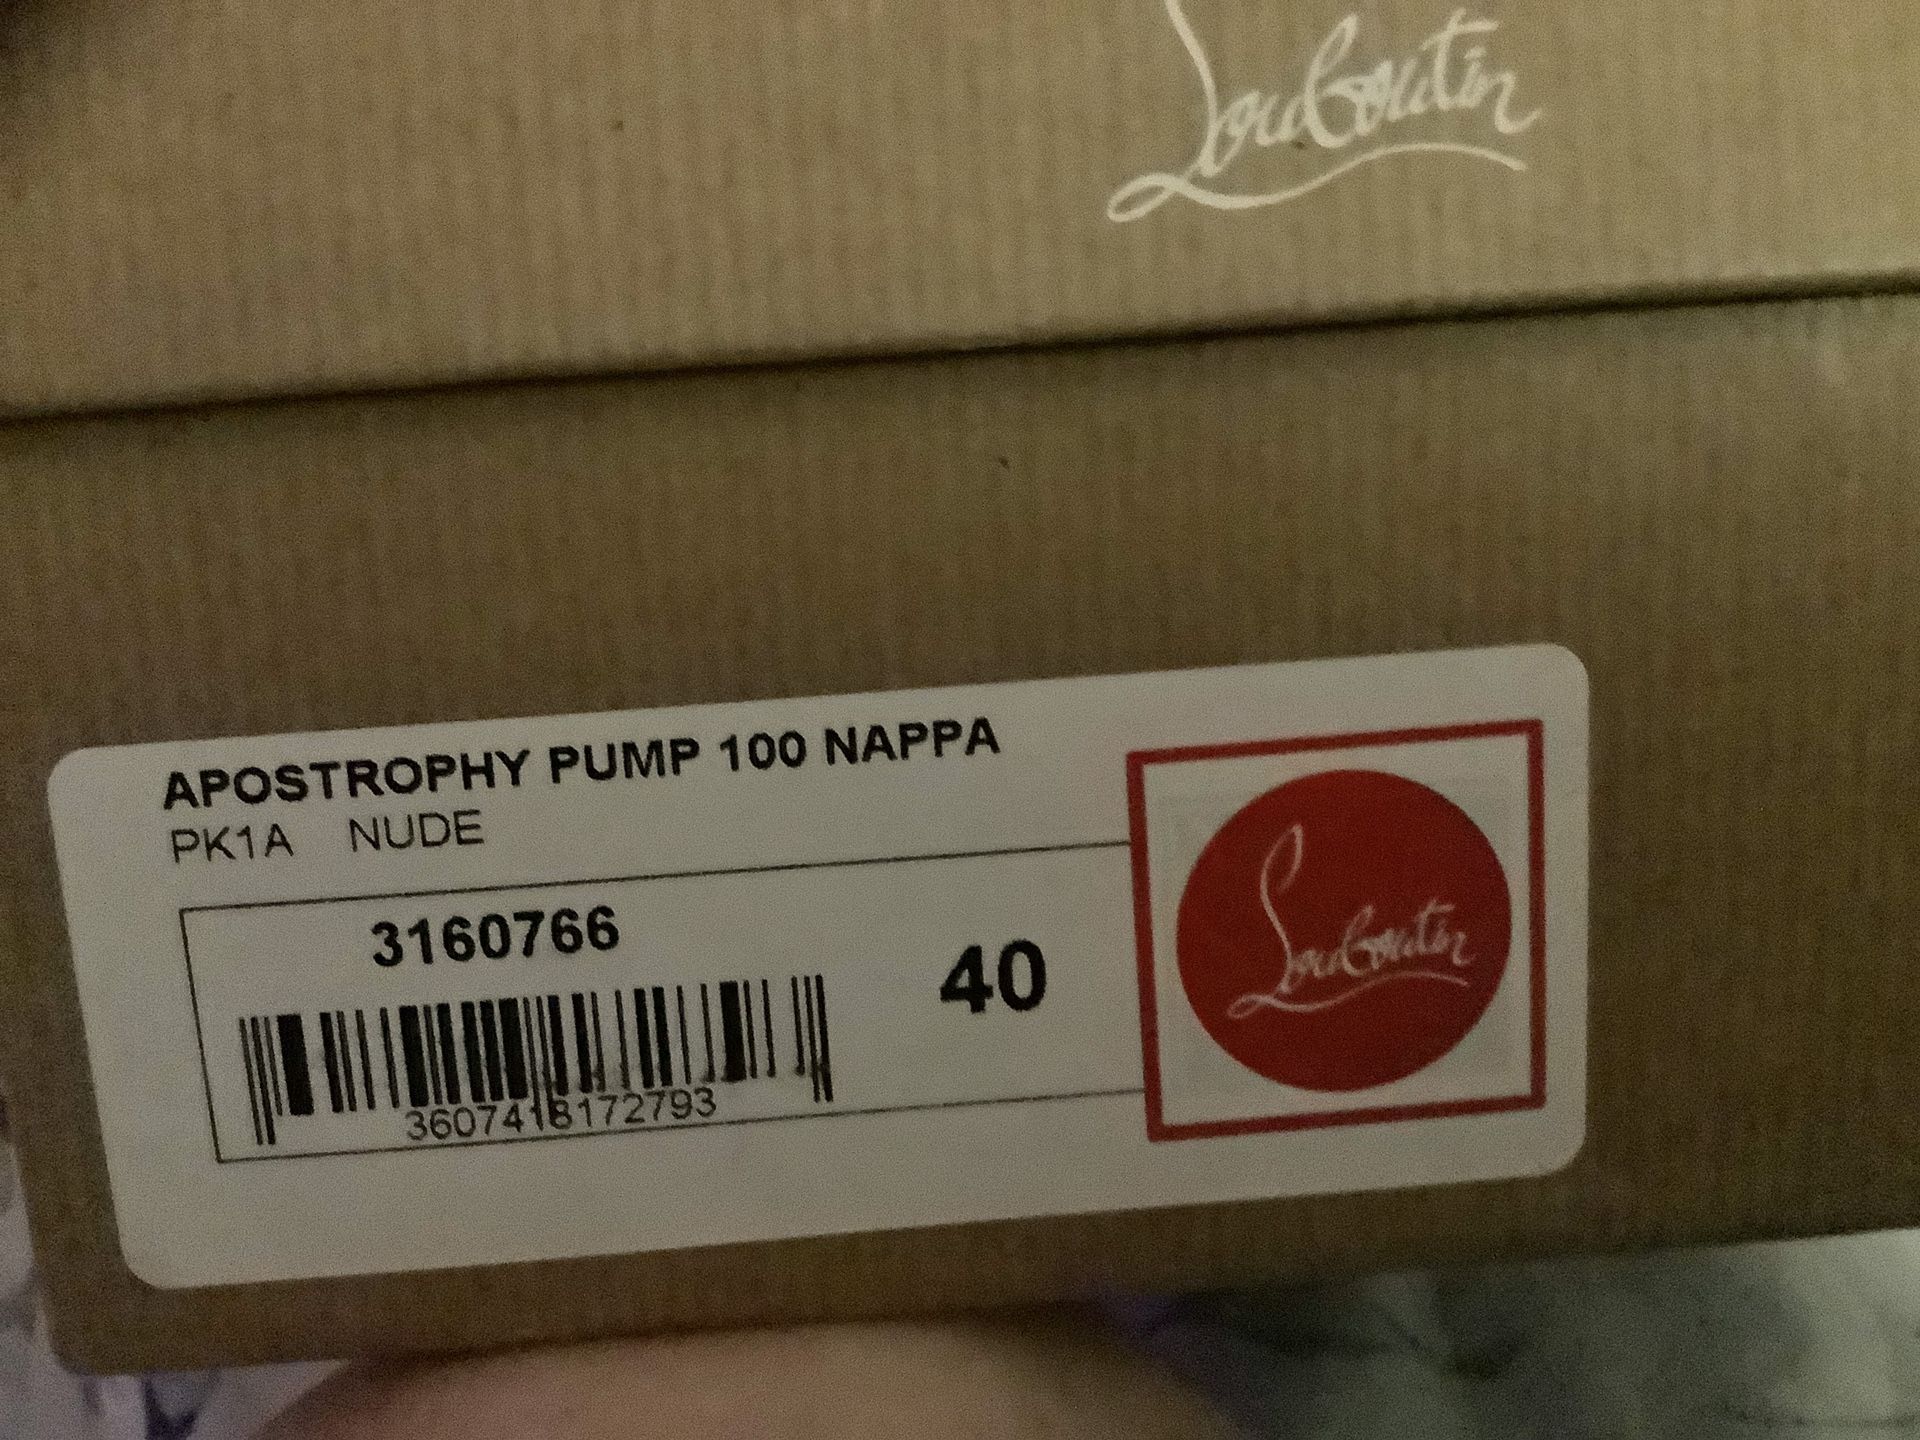 Louboutin
APOSTROPHY PUMP 100 NAPPA
PK1A NUDE
3160766
40
3607418172793
Louboutin